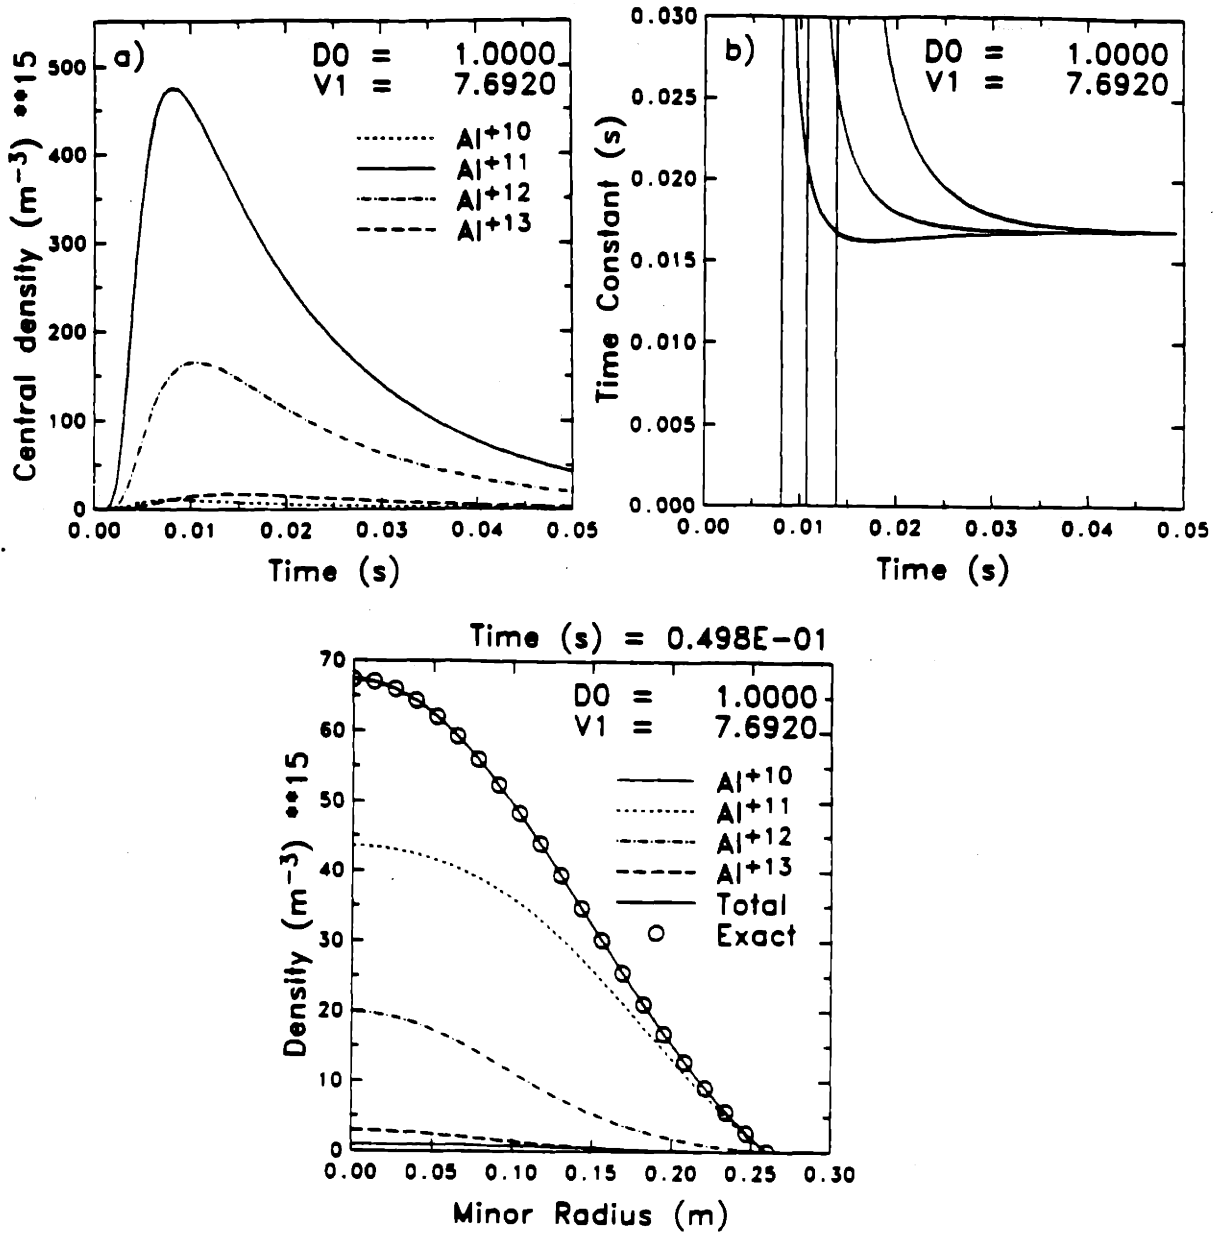 a)
D0 = 1.0000
V1 = 7.6920
Al+10
Al+11
Al+12
Al+13
Central density (m−3) **15
500
400
300
200
100
0
0.00 0.01 0.02 0.03 0.04 0.05
Time (s)
b)
D0 = 1.0000
V1 = 7.6920
Time Constant (s)
0.030
0.025
0.020
0.015
0.010
0.005
0.000
0.00 0.01 0.02 0.03 0.04 0.05
Time (s)
Time (s) = 0.498E−01
D0 = 1.0000
V1 = 7.6920
Al+10
Al+11
Al+12
Al+13
Total
Exact
Density (m−3) **15
70
60
50
40
30
20
10
0
0.00 0.05 0.10 0.15 0.20 0.25 0.30
Minor Radius (m)